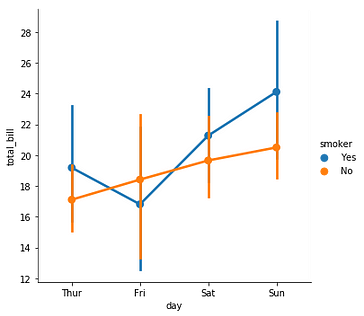 28
26
24
22
20
18
16
14
12
total_bill
Thur Fri Sat Sun
day
smoker
Yes
No